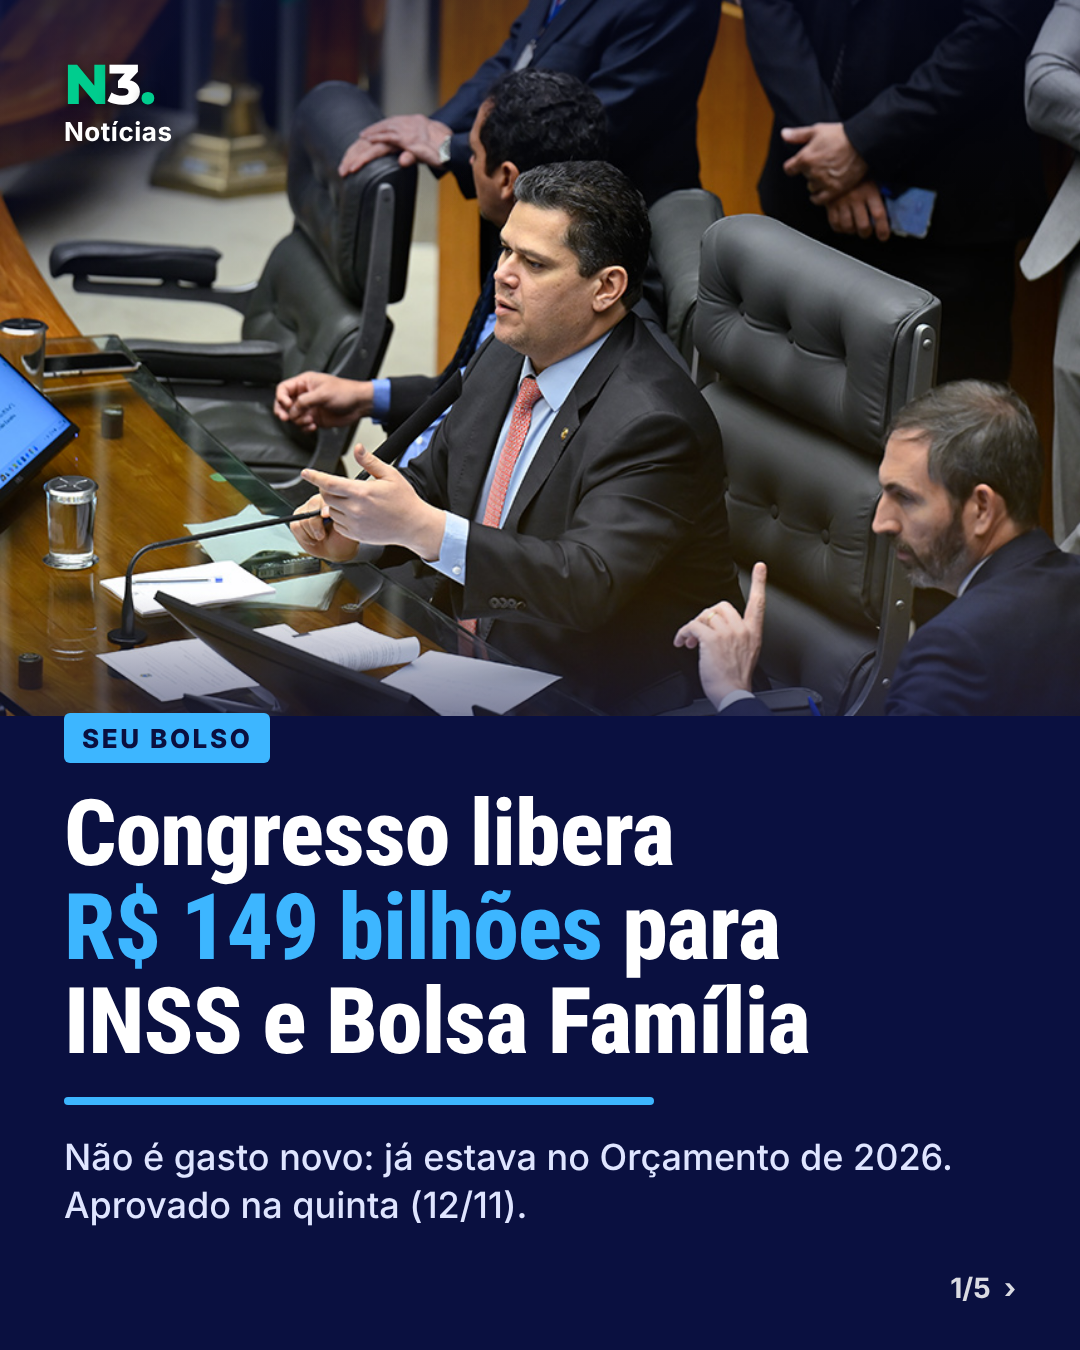 N3.
Notícias
SEU BOLSO
Congresso libera
R$ 149 bilhões para
INSS e Bolsa Família
Não é gasto novo: já estava no Orçamento de 2026.
Aprovado na quinta (12/11).
1/5 ›